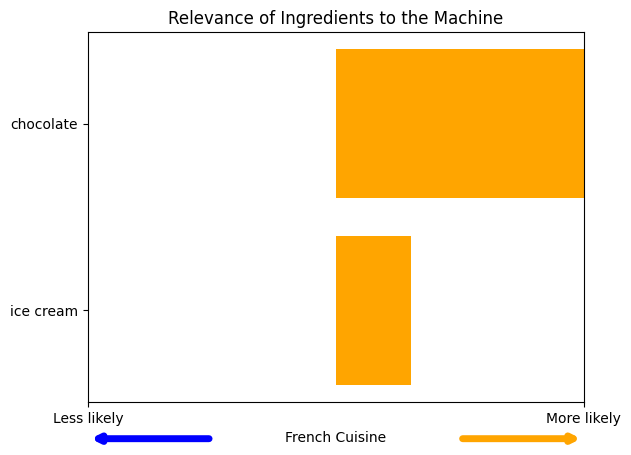 Relevance of Ingredients to the Machine
chocolate
ice cream
Less likely
More likely
French Cuisine